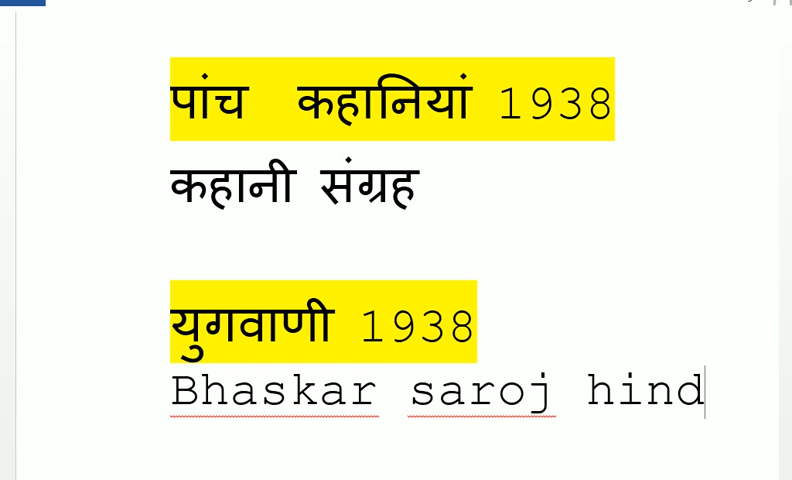 पांच कहानियां 1938
कहानी संग्रह
युगवाणी 1938
Bhaskar saroj hind